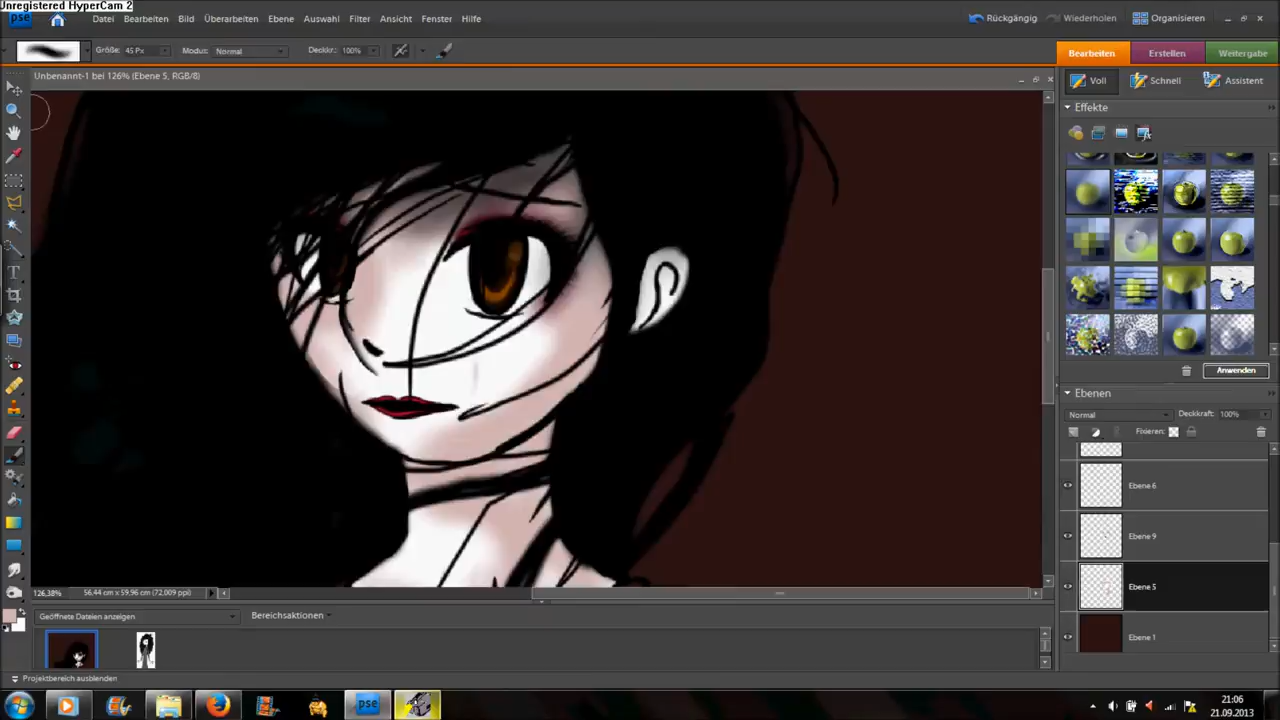 Unregistered HyperCam 2
pse
Datei Bearbeiten Bild Überarbeiten Ebene Auswahl Filter Ansicht Fenster Hilfe
Rückgängig Wiederholen Organisieren
Größe: 45 Px Modus: Normal Deckkr.: 100%
Bearbeiten Erstellen Weitergabe
Unbenannt-1 bei 126% (Ebene 5, RGB/8)
Voll Schnell Assistent
Effekte
Anwenden
Ebenen
Normal Deckkraft: 100%
Fixieren:
Ebene 6
Ebene 9
Ebene 5
Ebene 1
126,38% 56,44 cm x 59,96 cm (72,009 ppi)
Geöffnete Dateien anzeigen Bereichsaktionen
Projektbereich ausblenden
pse
21:06
21.09.2013